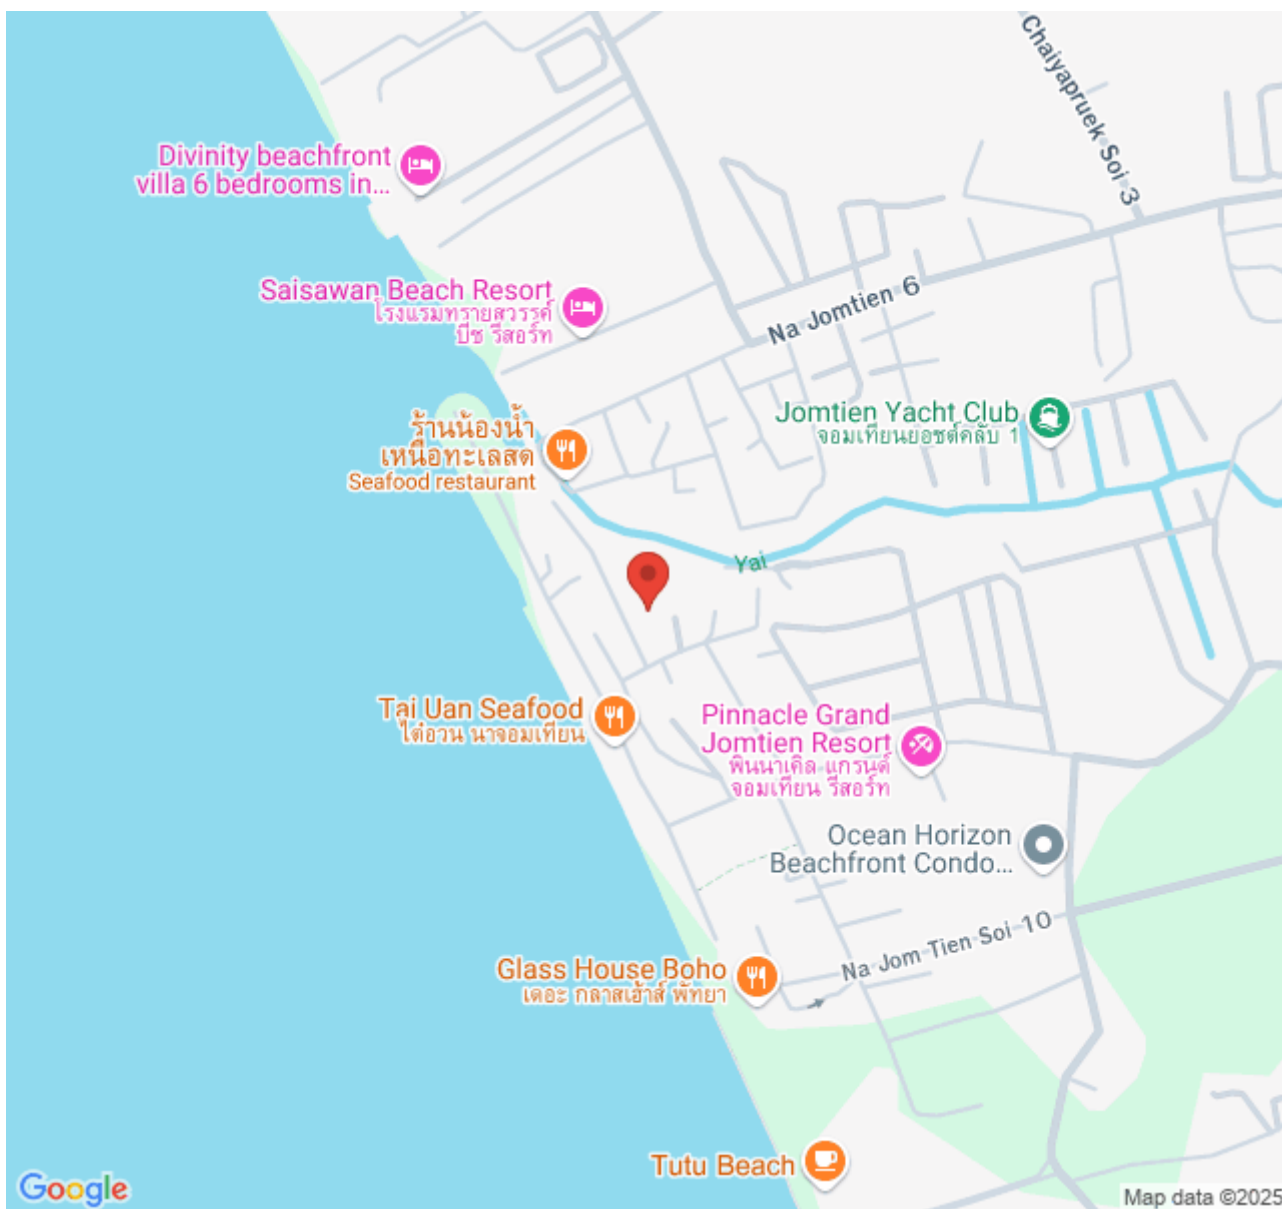 Chaiyapruek Soi 3
Divinity beachfront
villa 6 bedrooms in...
Saisawan Beach Resort
โรงแรมทรายสวรรค์
บีช รีสอร์ท
Na Jomtien 6
ร้านน้องน้ำ
เหนือทะเลสด
Seafood restaurant
Jomtien Yacht Club
จอมเทียนยอชต์คลับ 1
Yai
Tai Uan Seafood
ไต๋อวน นาจอมเทียน
Pinnacle Grand
Jomtien Resort
พินนาเคิล แกรนด์
จอมเทียน รีสอร์ท
Ocean Horizon
Beachfront Condo...
Na Jom Tien Soi 10
Glass House Boho
เดอะ กลาสเฮ้าส์ พัทยา
Tutu Beach
Google
Map data ©2025